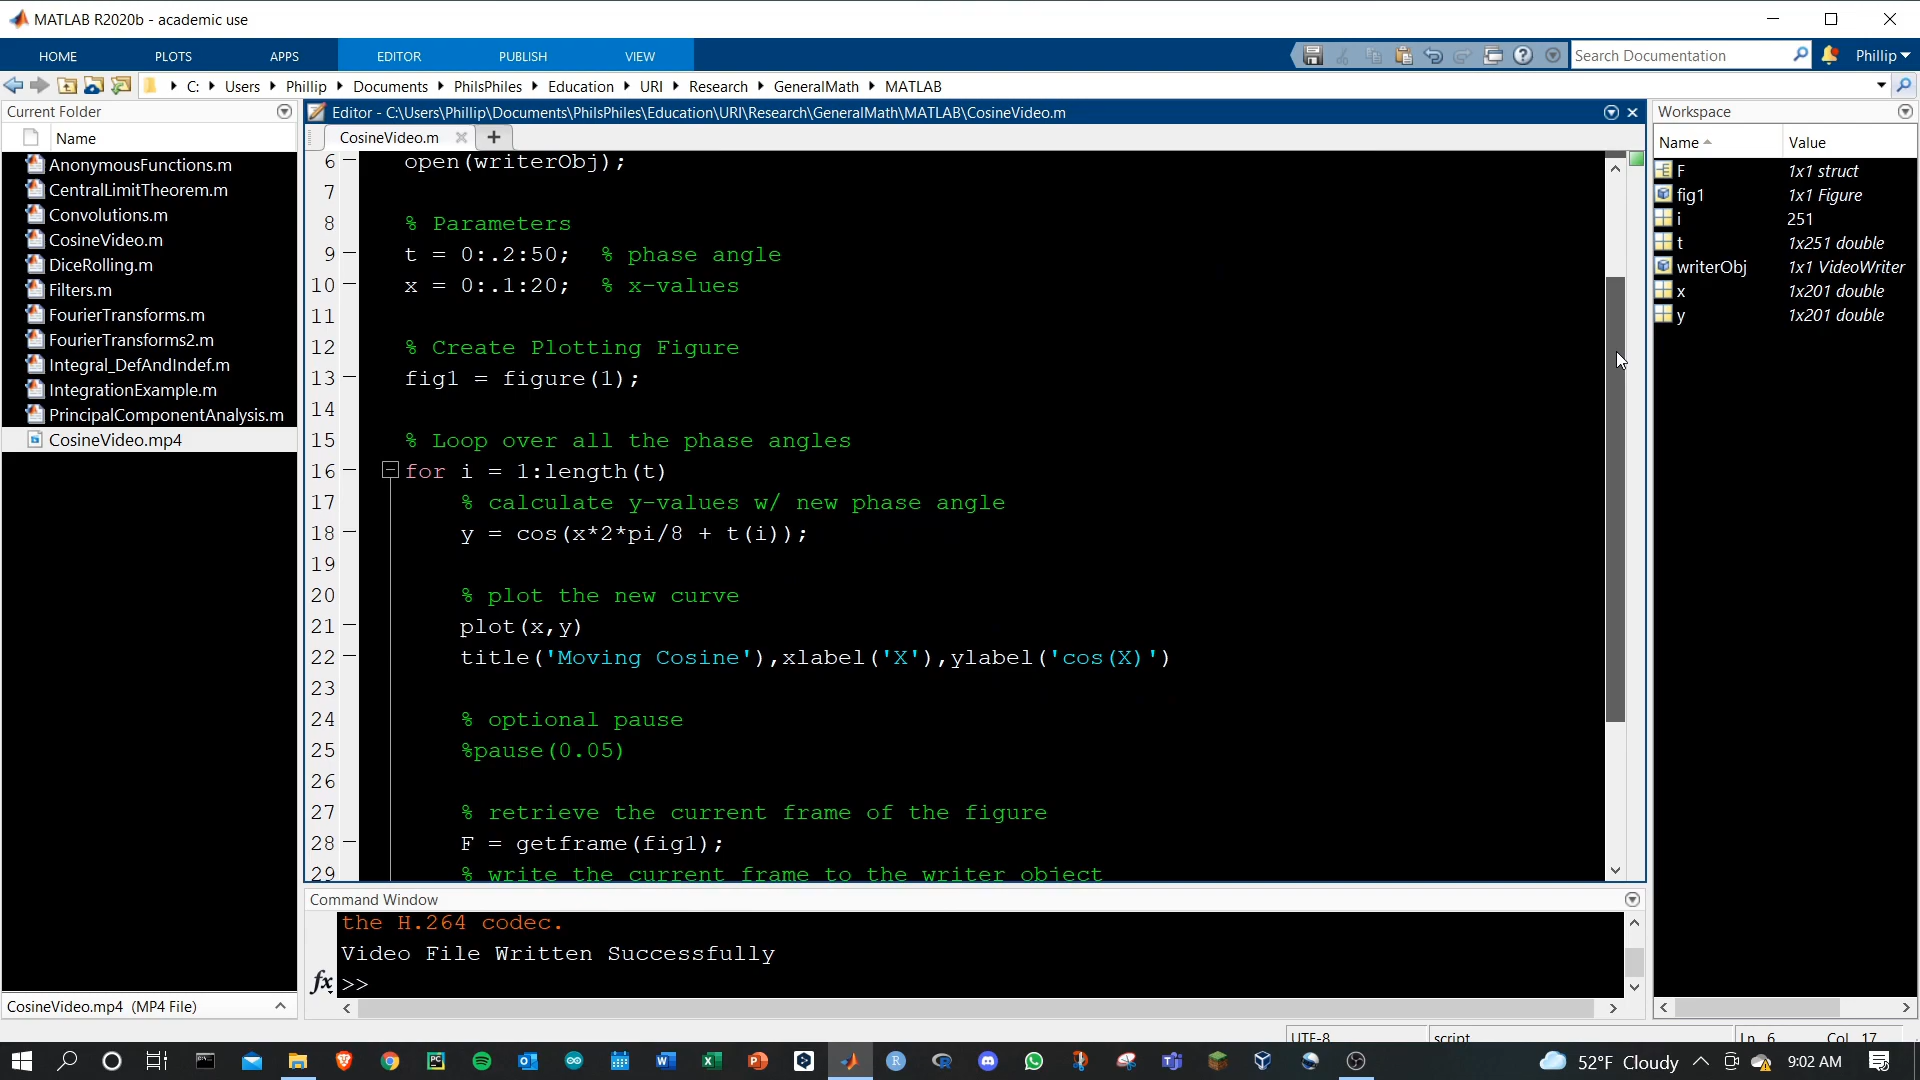 MATLAB R2020b - academic use
HOME PLOTS APPS EDITOR PUBLISH VIEW
Search Documentation
Phillip
C: Users Phillip Documents PhilsPhiles Education URI Research GeneralMath MATLAB
Current Folder
Name
AnonymousFunctions.m
CentralLimitTheorem.m
Convolutions.m
CosineVideo.m
DiceRolling.m
Filters.m
FourierTransforms.m
FourierTransforms2.m
Integral_DefAndIndef.m
IntegrationExample.m
PrincipalComponentAnalysis.m
CosineVideo.mp4
CosineVideo.mp4 (MP4 File)
Editor - C:\Users\Phillip\Documents\PhilsPhiles\Education\URI\Research\GeneralMath\MATLAB\CosineVideo.m
CosineVideo.m
6 open(writerObj);
7
8 % Parameters
9 t = 0:.2:50; % phase angle
10 x = 0:.1:20; % x-values
11
12 % Create Plotting Figure
13 fig1 = figure(1);
14
15 % Loop over all the phase angles
16 for i = 1:length(t)
17 % calculate y-values w/ new phase angle
18 y = cos(x*2*pi/8 + t(i));
19
20 % plot the new curve
21 plot(x,y)
22 title('Moving Cosine'),xlabel('X'),ylabel('cos(X)')
23
24 % optional pause
25 %pause(0.05)
26
27 % retrieve the current frame of the figure
28 F = getframe(fig1);
29 % write the current frame to the writer object
Command Window
the H.264 codec.
Video File Written Successfully
fx >>
Workspace
Name Value
F 1x1 struct
fig1 1x1 Figure
i 251
t 1x251 double
writerObj 1x1 VideoWriter
x 1x201 double
y 1x201 double
UTF-8 script Ln 6 Col 17
52°F Cloudy 9:02 AM